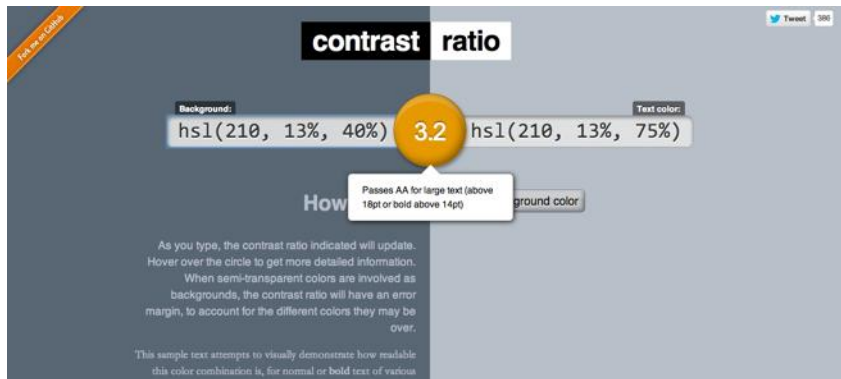 Fork me on GitHub
Tweet 386
contrast ratio
Background:
Text color:
hsl(210, 13%, 40%) 3.2 hsl(210, 13%, 75%)
Passes AA for large text (above
18pt or bold above 14pt)
How
ground color
As you type, the contrast ratio indicated will update.
Hover over the circle to get more detailed information.
When semi-transparent colors are involved as
backgrounds, the contrast ratio will have an error
margin, to account for the different colors they may be
over.
This sample text attempts to visually demonstrate how readable
this color combination is, for normal or bold text of various